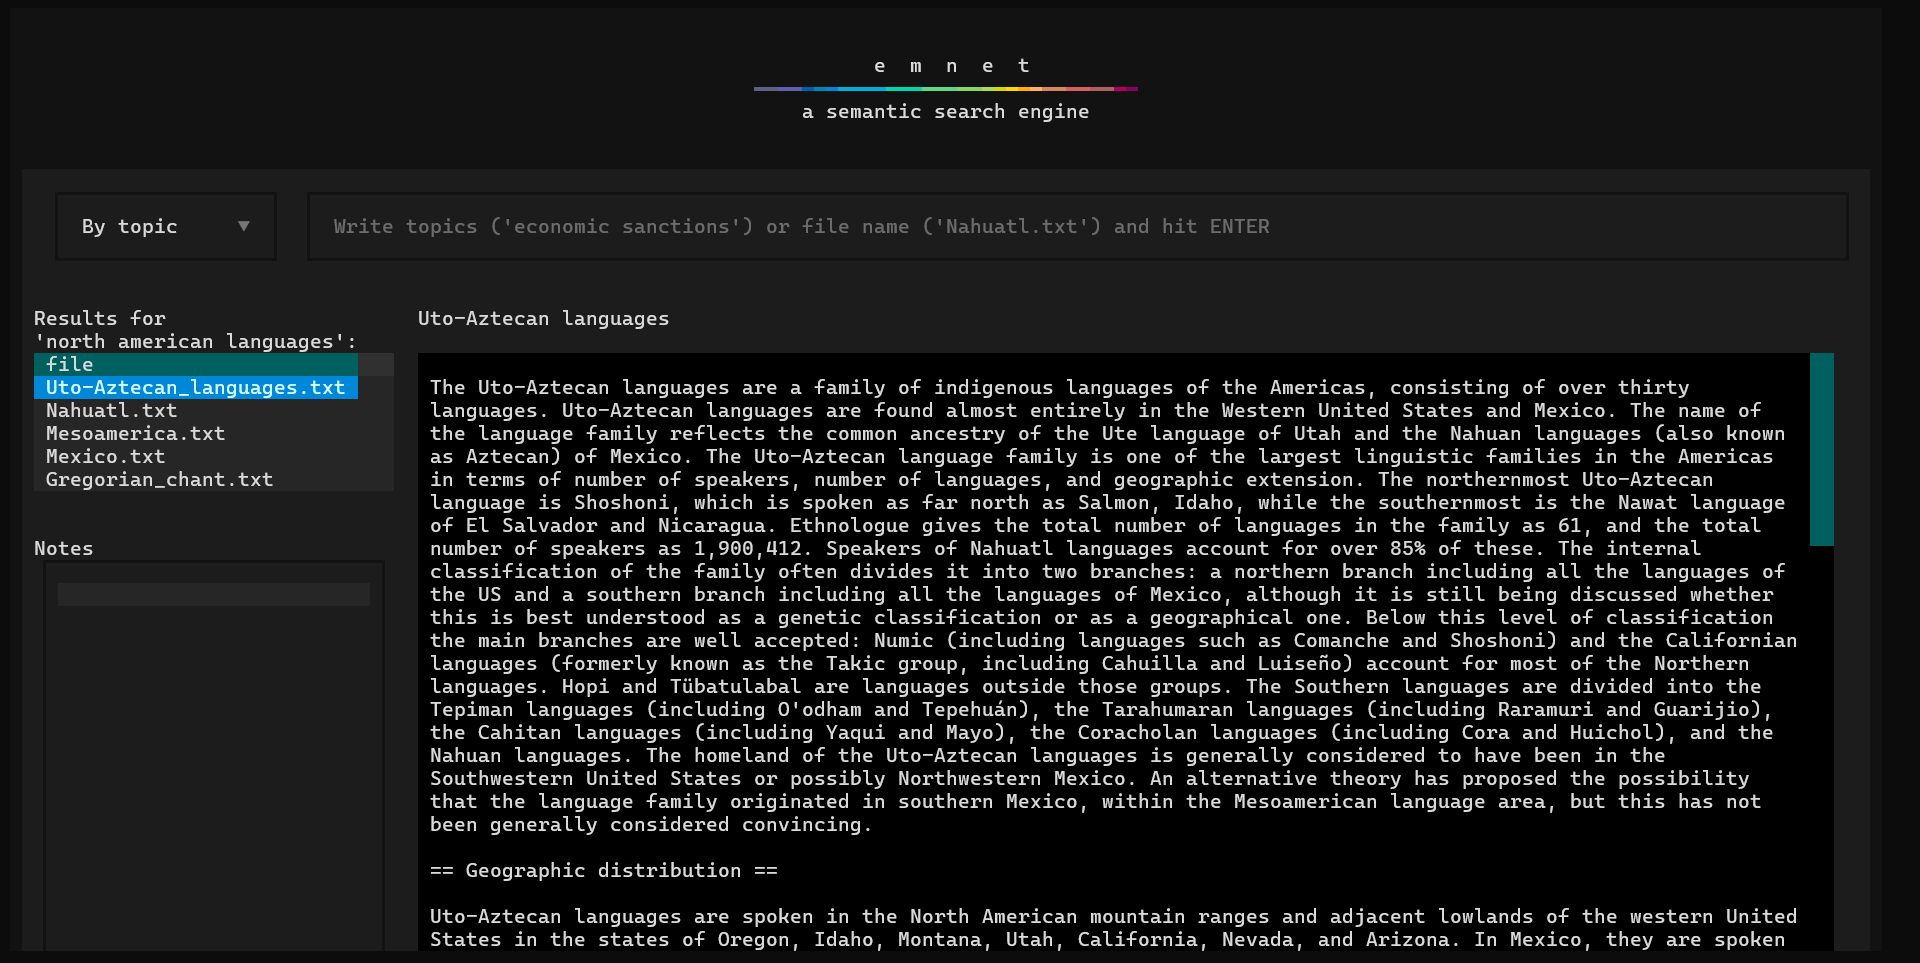 e m n e t
a semantic search engine
By topic ▼
Write topics ('economic sanctions') or file name ('Nahuatl.txt') and hit ENTER
Results for
'north american languages':
file
Uto-Aztecan_languages.txt
Nahuatl.txt
Mesoamerica.txt
Mexico.txt
Gregorian_chant.txt
Notes
Uto-Aztecan languages
The Uto-Aztecan languages are a family of indigenous languages of the Americas, consisting of over thirty
languages. Uto-Aztecan languages are found almost entirely in the Western United States and Mexico. The name of
the language family reflects the common ancestry of the Ute language of Utah and the Nahuan languages (also known
as Aztecan) of Mexico. The Uto-Aztecan language family is one of the largest linguistic families in the Americas
in terms of number of speakers, number of languages, and geographic extension. The northernmost Uto-Aztecan
language is Shoshoni, which is spoken as far north as Salmon, Idaho, while the southernmost is the Nawat language
of El Salvador and Nicaragua. Ethnologue gives the total number of languages in the family as 61, and the total
number of speakers as 1,900,412. Speakers of Nahuatl languages account for over 85% of these. The internal
classification of the family often divides it into two branches: a northern branch including all the languages of
the US and a southern branch including all the languages of Mexico, although it is still being discussed whether
this is best understood as a genetic classification or as a geographical one. Below this level of classification
the main branches are well accepted: Numic (including languages such as Comanche and Shoshoni) and the Californian
languages (formerly known as the Takic group, including Cahuilla and Luiseño) account for most of the Northern
languages. Hopi and Tübatulabal are languages outside those groups. The Southern languages are divided into the
Tepiman languages (including O'odham and Tepehuán), the Tarahumaran languages (including Raramuri and Guarijio),
the Cahitan languages (including Yaqui and Mayo), the Coracholan languages (including Cora and Huichol), and the
Nahuan languages. The homeland of the Uto-Aztecan languages is generally considered to have been in the
Southwestern United States or possibly Northwestern Mexico. An alternative theory has proposed the possibility
that the language family originated in southern Mexico, within the Mesoamerican language area, but this has not
been generally considered convincing.
== Geographic distribution ==
Uto-Aztecan languages are spoken in the North American mountain ranges and adjacent lowlands of the western United
States in the states of Oregon, Idaho, Montana, Utah, California, Nevada, and Arizona. In Mexico, they are spoken